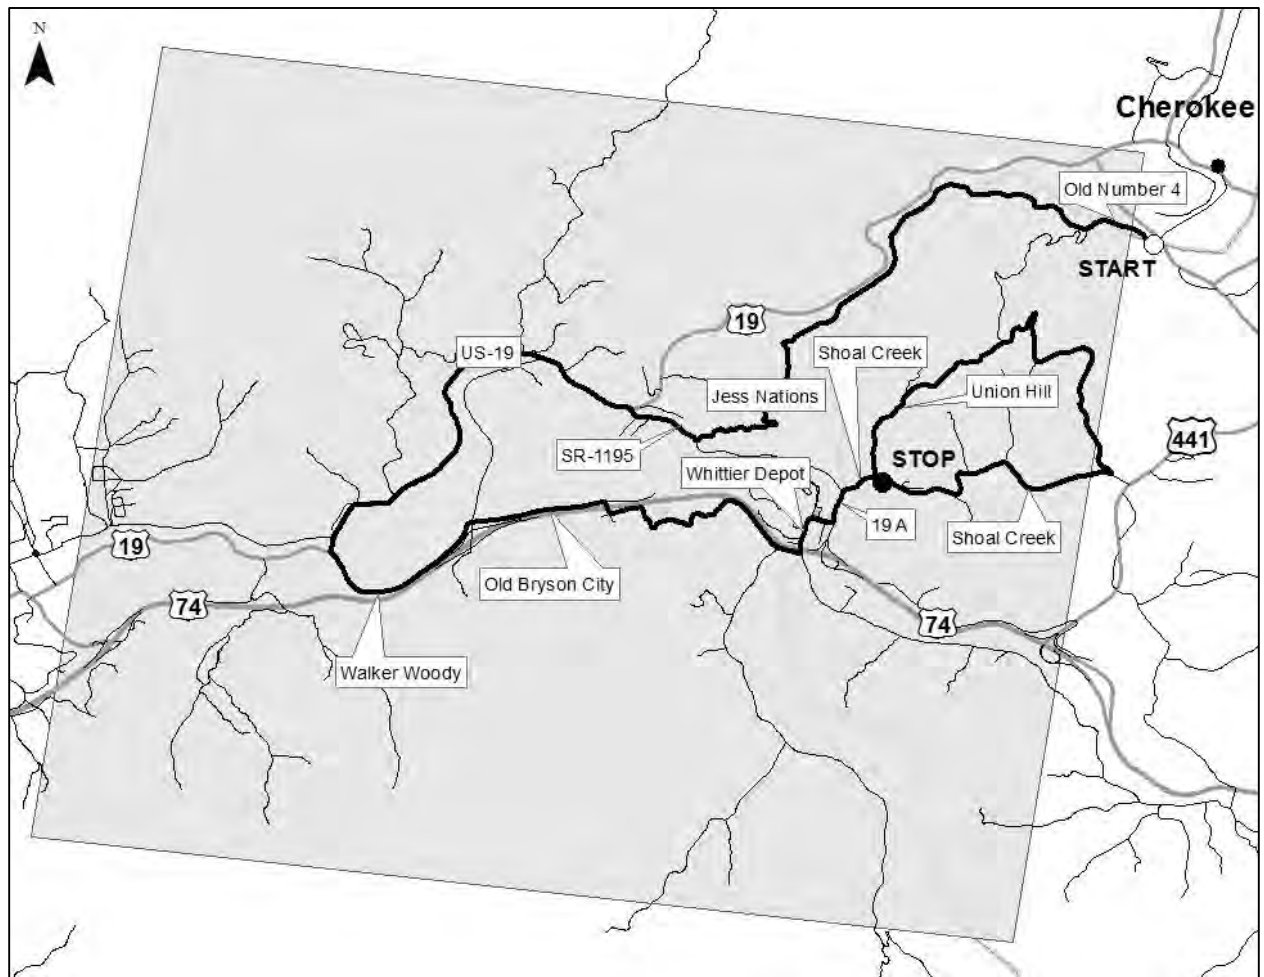 N
Cherokee
Old Number 4
START
19
Shoal Creek
US-19
Union Hill
Jess Nations
441
SR-1195
STOP
Whittier Depot
19 A
Shoal Creek
19
Old Bryson City
74
74
Walker Woody